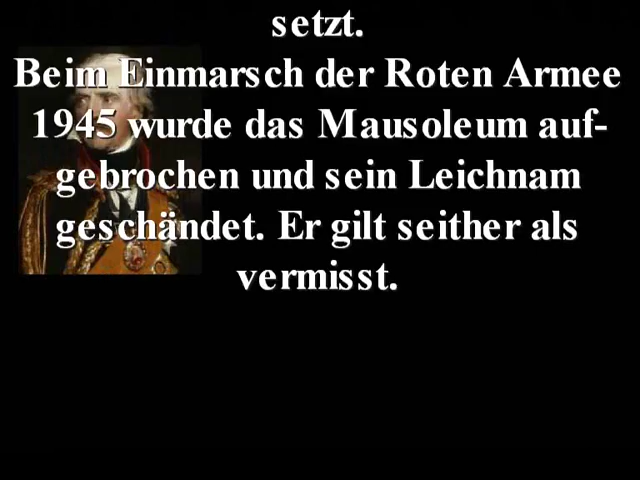 setzt.
Beim Einmarsch der Roten Armee
1945 wurde das Mausoleum auf-
gebrochen und sein Leichnam
geschändet. Er gilt seither als
vermisst.